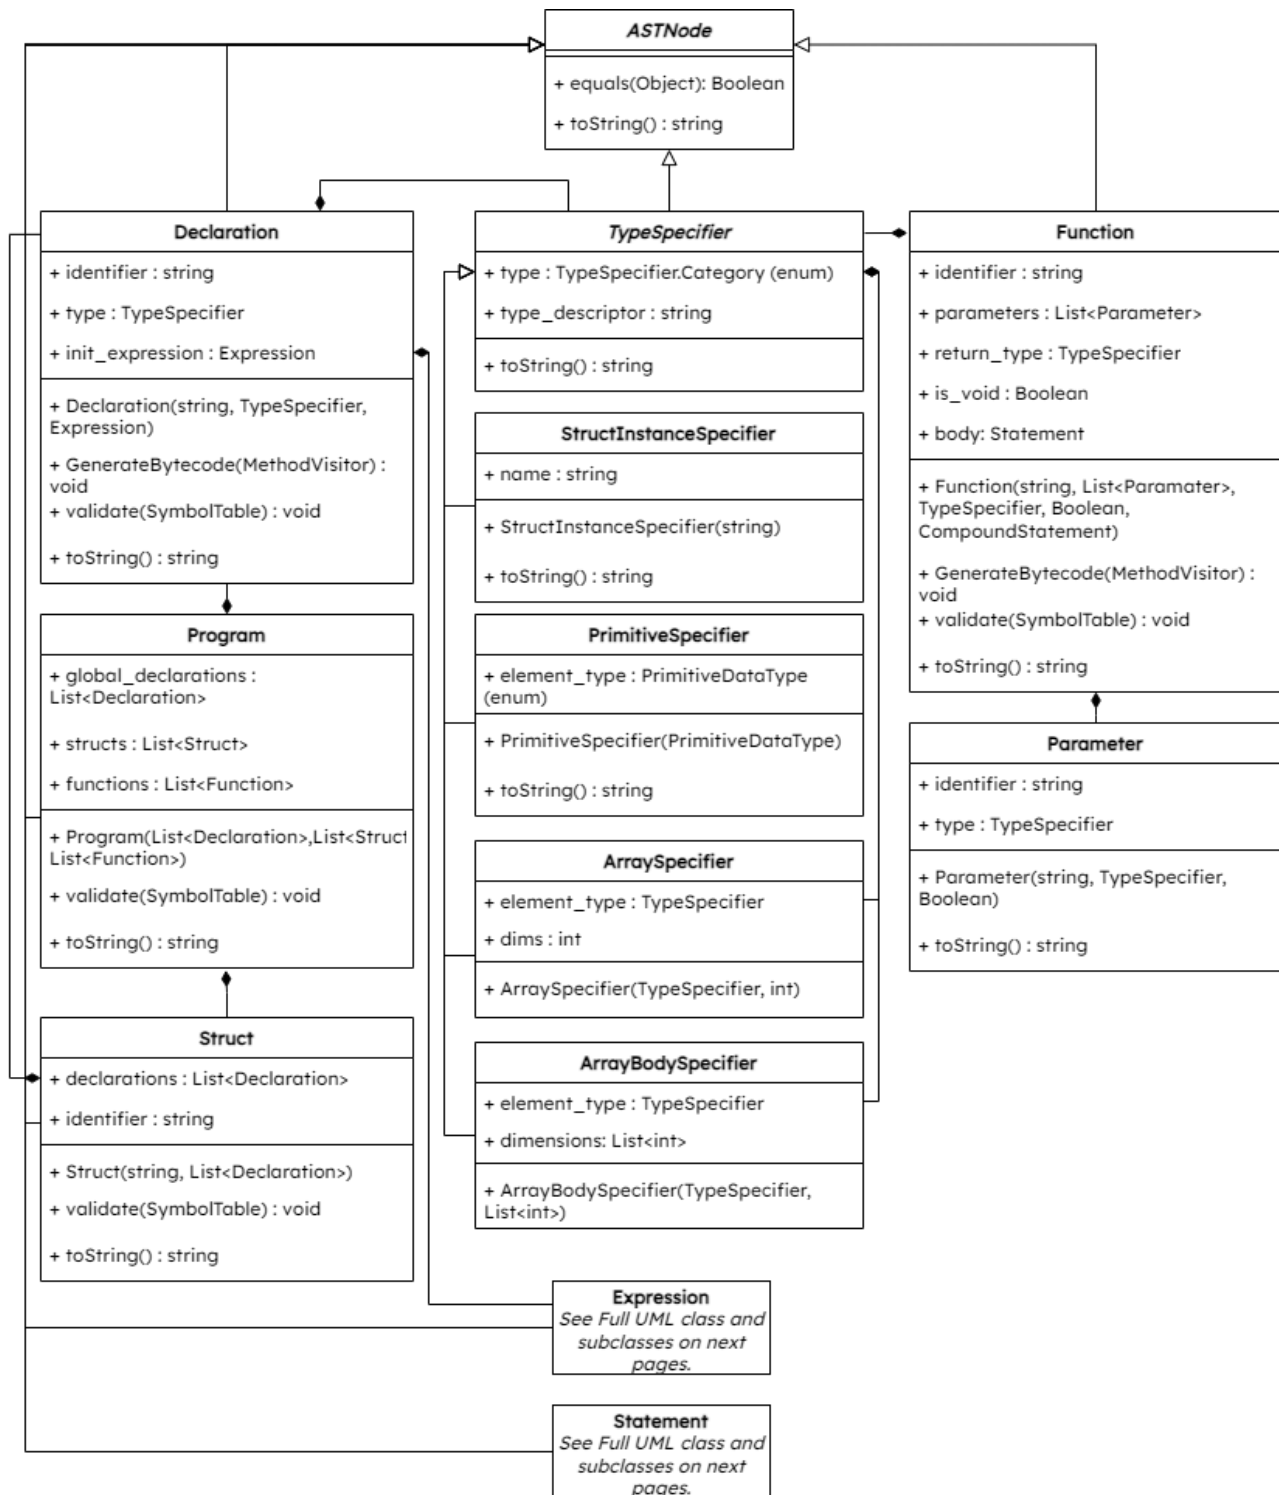 ASTNode
+ equals(Object): Boolean
+ toString() : string
Declaration
+ identifier : string
+ type : TypeSpecifier
+ init_expression : Expression
+ Declaration(string, TypeSpecifier,
Expression)
+ GenerateBytecode(MethodVisitor) :
void
+ validate(SymbolTable) : void
+ toString() : string
TypeSpecifier
+ type : TypeSpecifier.Category (enum)
+ type_descriptor : string
+ toString() : string
Function
+ identifier : string
+ parameters : List<Parameter>
+ return_type : TypeSpecifier
+ is_void : Boolean
+ body: Statement
+ Function(string, List<Paramater>,
TypeSpecifier, Boolean,
CompoundStatement)
+ GenerateBytecode(MethodVisitor) :
void
+ validate(SymbolTable) : void
+ toString() : string
StructInstanceSpecifier
+ name : string
+ StructInstanceSpecifier(string)
+ toString() : string
Program
+ global_declarations :
List<Declaration>
+ structs : List<Struct>
+ functions : List<Function>
+ Program(List<Declaration>,List<Struct
List<Function>)
+ validate(SymbolTable) : void
+ toString() : string
PrimitiveSpecifier
+ element_type : PrimitiveDataType
(enum)
+ PrimitiveSpecifier(PrimitiveDataType)
+ toString() : string
Parameter
+ identifier : string
+ type : TypeSpecifier
+ Parameter(string, TypeSpecifier,
Boolean)
+ toString() : string
ArraySpecifier
+ element_type : TypeSpecifier
+ dims : int
+ ArraySpecifier(TypeSpecifier, int)
Struct
+ declarations : List<Declaration>
+ identifier : string
+ Struct(string, List<Declaration>)
+ validate(SymbolTable) : void
+ toString() : string
ArrayBodySpecifier
+ element_type : TypeSpecifier
+ dimensions: List<int>
+ ArrayBodySpecifier(TypeSpecifier,
List<int>)
Expression
See Full UML class and
subclasses on next
pages.
Statement
See Full UML class and
subclasses on next
pages.